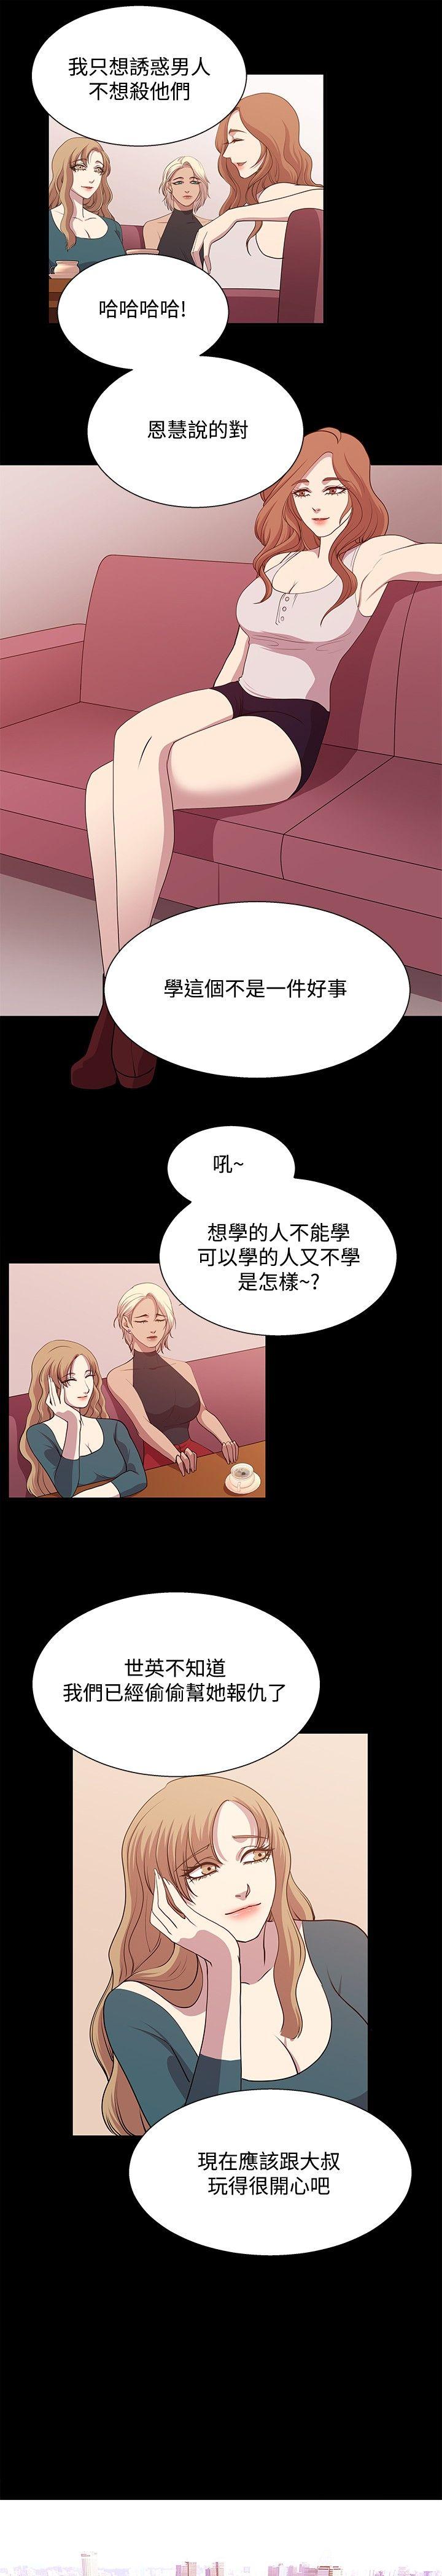 我只想誘惑男人
不想殺他們
哈哈哈哈!
恩慧說的對
學這個不是一件好事
吼~
想學的人不能學
可以學的人又不學
是怎樣~?
世英不知道
我們已經偷偷幫她報仇了
現在應該跟大叔
玩得很開心吧